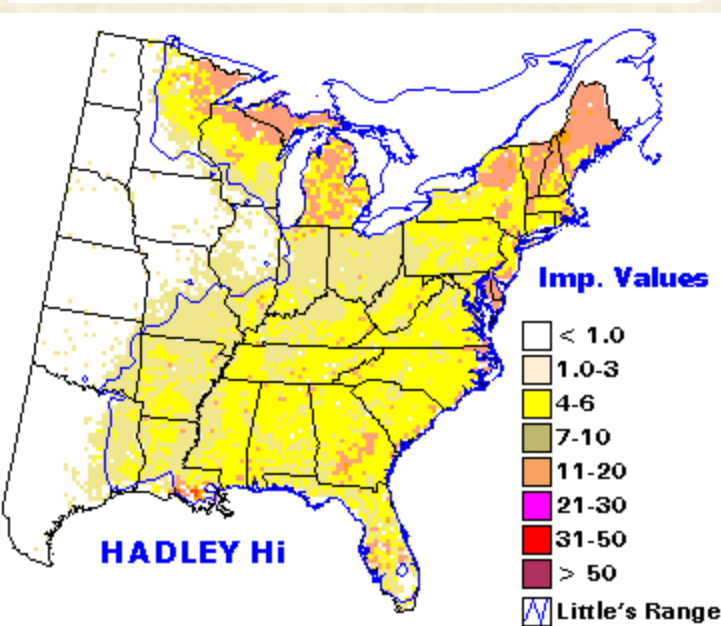 Imp. Values
< 1.0
1.0-3
4-6
7-10
11-20
21-30
31-50
> 50
Little's Range
HADLEY Hi